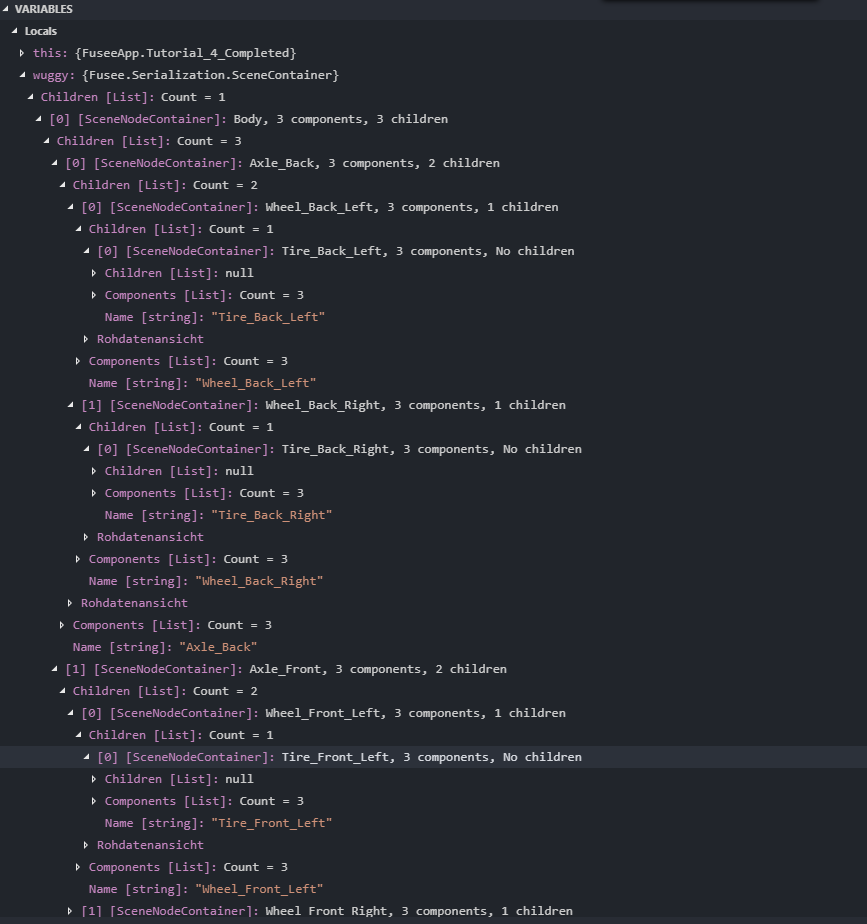 VARIABLES
Locals
this: {FuseeApp.Tutorial_4_Completed}
wuggy: {Fusee.Serialization.SceneContainer}
Children [List]: Count = 1
[0] [SceneNodeContainer]: Body, 3 components, 3 children
Children [List]: Count = 3
[0] [SceneNodeContainer]: Axle_Back, 3 components, 2 children
Children [List]: Count = 2
[0] [SceneNodeContainer]: Wheel_Back_Left, 3 components, 1 children
Children [List]: Count = 1
[0] [SceneNodeContainer]: Tire_Back_Left, 3 components, No children
Children [List]: null
Components [List]: Count = 3
Name [string]: "Tire_Back_Left"
Rohdatenansicht
Components [List]: Count = 3
Name [string]: "Wheel_Back_Left"
[1] [SceneNodeContainer]: Wheel_Back_Right, 3 components, 1 children
Children [List]: Count = 1
[0] [SceneNodeContainer]: Tire_Back_Right, 3 components, No children
Children [List]: null
Components [List]: Count = 3
Name [string]: "Tire_Back_Right"
Rohdatenansicht
Components [List]: Count = 3
Name [string]: "Wheel_Back_Right"
Rohdatenansicht
Components [List]: Count = 3
Name [string]: "Axle_Back"
[1] [SceneNodeContainer]: Axle_Front, 3 components, 2 children
Children [List]: Count = 2
[0] [SceneNodeContainer]: Wheel_Front_Left, 3 components, 1 children
Children [List]: Count = 1
[0] [SceneNodeContainer]: Tire_Front_Left, 3 components, No children
Children [List]: null
Components [List]: Count = 3
Name [string]: "Tire_Front_Left"
Rohdatenansicht
Components [List]: Count = 3
Name [string]: "Wheel_Front_Left"
[1] [SceneNodeContainer]: Wheel_Front_Right, 3 components, 1 children